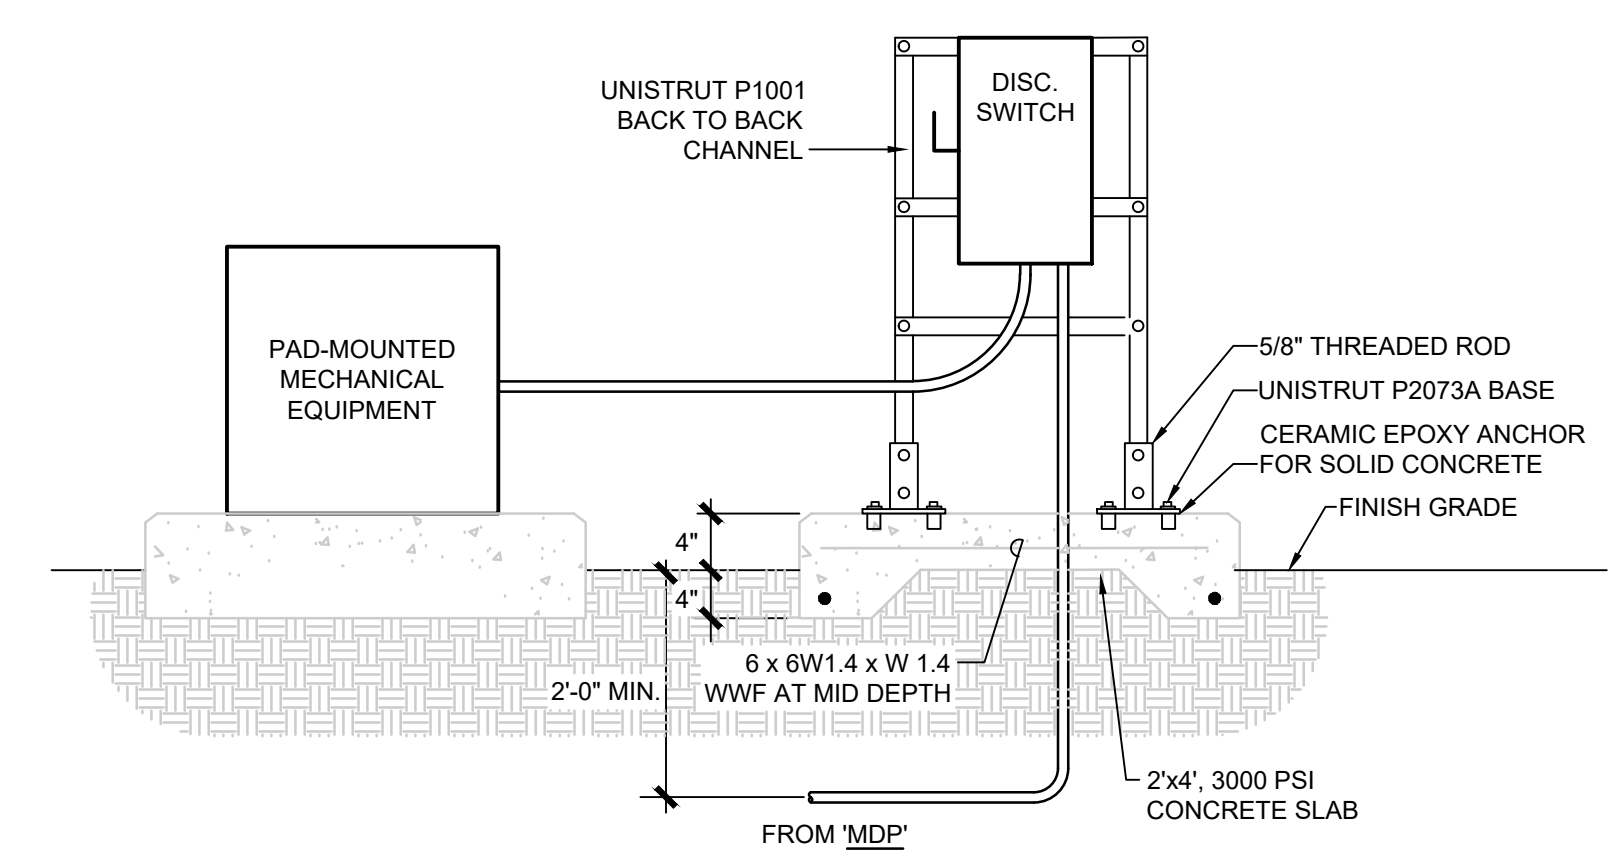 UNISTRUT P1001
BACK TO BACK
CHANNEL
DISC.
SWITCH
PAD-MOUNTED
MECHANICAL
EQUIPMENT
5/8" THREADED ROD
UNISTRUT P2073A BASE
CERAMIC EPOXY ANCHOR
FOR SOLID CONCRETE
FINISH GRADE
4"
4"
2'-0" MIN.
6 x 6W1.4 x W 1.4
WWF AT MID DEPTH
2'x4', 3000 PSI
CONCRETE SLAB
FROM 'MDP'